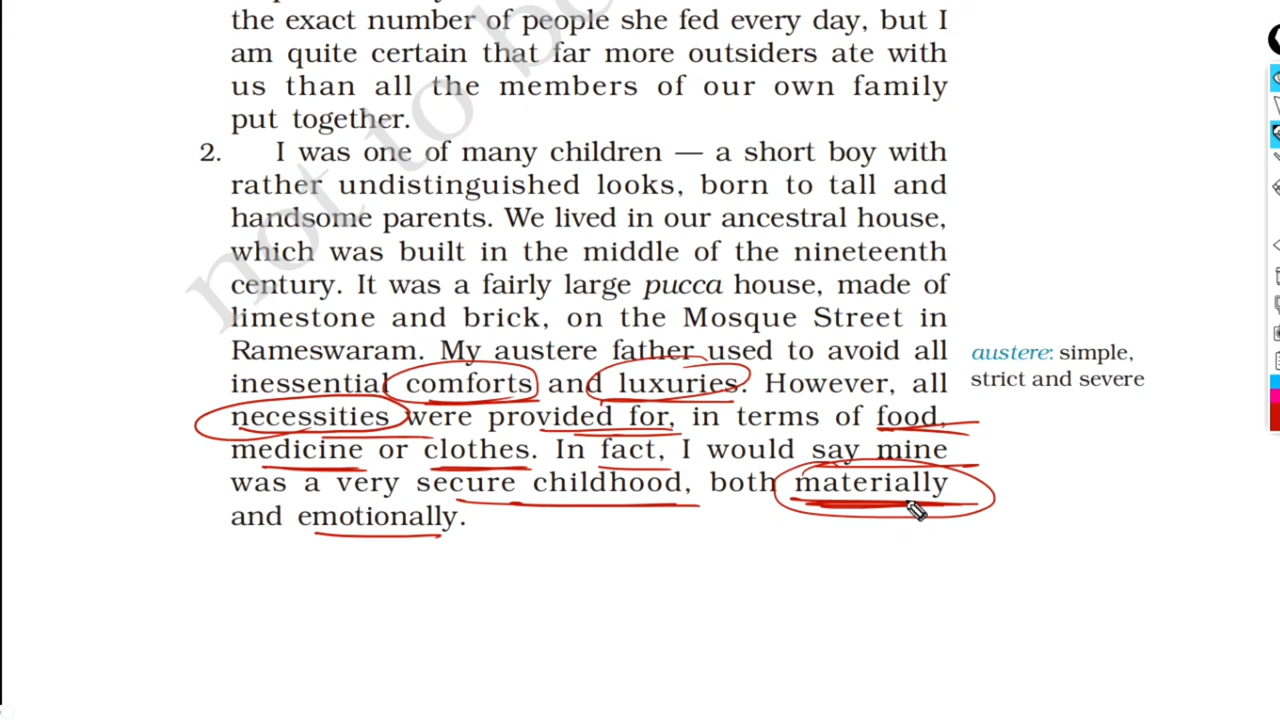 the exact number of people she fed every day, but I
am quite certain that far more outsiders ate with
us than all the members of our own family
put together.
2. I was one of many children — a short boy with
rather undistinguished looks, born to tall and
handsome parents. We lived in our ancestral house,
which was built in the middle of the nineteenth
century. It was a fairly large pucca house, made of
limestone and brick, on the Mosque Street in
Rameswaram. My austere father used to avoid all
inessential comforts and luxuries. However, all
necessities were provided for, in terms of food,
medicine or clothes. In fact, I would say mine
was a very secure childhood, both materially
and emotionally.
austere: simple,
strict and severe
not to be